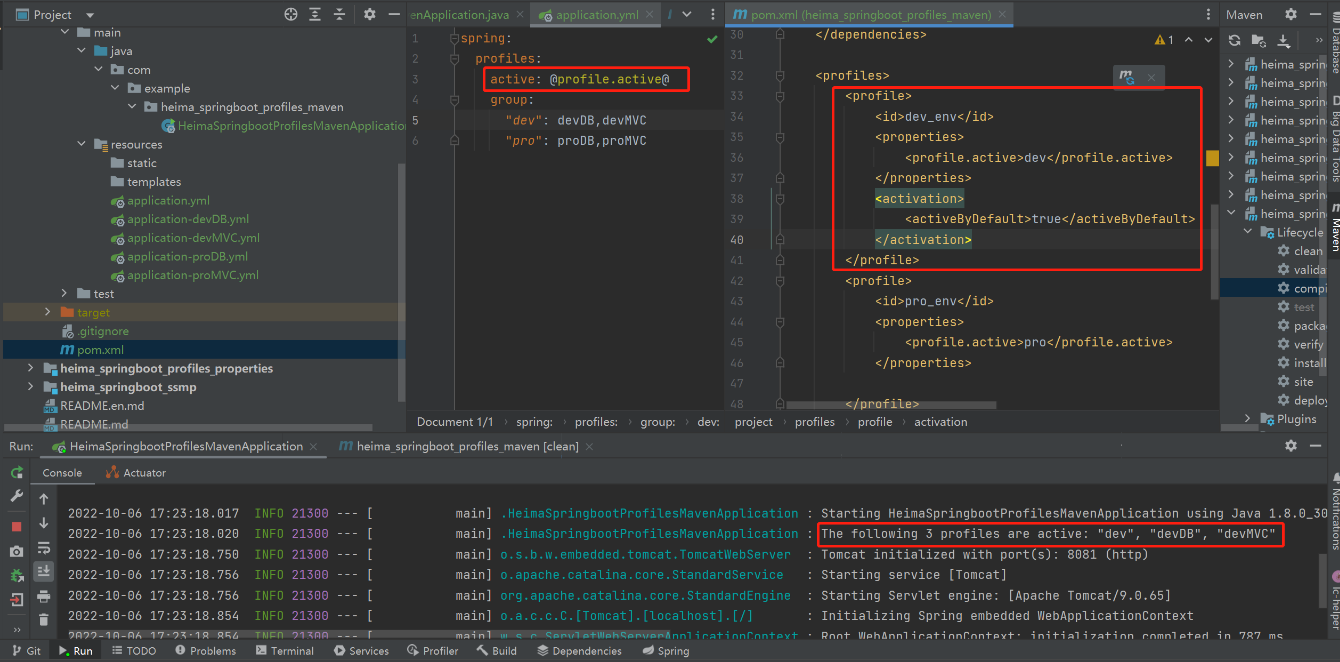 Project
main
java
com
example
heima_springboot_profiles_maven
HeimaSpringbootProfilesMavenApplicatio
resources
static
templates
application.yml
application-devDB.yml
application-devMVC.yml
application-proDB.yml
application-proMVC.yml
test
target
.gitignore
pom.xml
heima_springboot_profiles_properties
heima_springboot_ssmp
README.en.md
README.md
enApplication.java
application.yml
1 spring:
2 profiles:
3 active: @profile.active@
4 group:
5 "dev": devDB,devMVC
6 "pro": proDB,proMVC
Document 1/1 › spring: › profiles: › group: › dev:
pom.xml (heima_springboot_profiles_maven)
1
30 </dependencies>
31
32 <profiles>
33 <profile>
34 <id>dev_env</id>
35 <properties>
36 <profile.active>dev</profile.active>
37 </properties>
38 <activation>
39 <activeByDefault>true</activeByDefault>
40 </activation>
41 </profile>
42 <profile>
43 <id>pro_env</id>
44 <properties>
45 <profile.active>pro</profile.active>
46 </properties>
47
48 </profile>
project › profiles › profile › activation
Maven
heima_sprin
heima_sprin
heima_sprin
heima_sprin
heima_sprin
heima_sprin
heima_sprin
heima_sprin
heima_sprin
Lifecycle
clean
valida
compi
test
packa
verify
install
site
deploy
Plugins
Database
Big Data Tools
Maven
Notifications
Run:
HeimaSpringbootProfilesMavenApplication
heima_springboot_profiles_maven [clean]
Console
Actuator
2022-10-06 17:23:18.017 INFO 21300 --- [ main] .HeimaSpringbootProfilesMavenApplication : Starting HeimaSpringbootProfilesMavenApplication using Java 1.8.0_30
2022-10-06 17:23:18.020 INFO 21300 --- [ main] .HeimaSpringbootProfilesMavenApplication : The following 3 profiles are active: "dev", "devDB", "devMVC"
2022-10-06 17:23:18.750 INFO 21300 --- [ main] o.s.b.w.embedded.tomcat.TomcatWebServer : Tomcat initialized with port(s): 8081 (http)
2022-10-06 17:23:18.756 INFO 21300 --- [ main] o.apache.catalina.core.StandardService : Starting service [Tomcat]
2022-10-06 17:23:18.756 INFO 21300 --- [ main] org.apache.catalina.core.StandardEngine : Starting Servlet engine: [Apache Tomcat/9.0.65]
2022-10-06 17:23:18.854 INFO 21300 --- [ main] o.a.c.c.C.[Tomcat].[localhost].[/] : Initializing Spring embedded WebApplicationContext
2022-10-06 17:23:18.854 INFO 21300 --- [ main] w.s.c.ServletWebServerApplicationContext : Root WebApplicationContext: initialization completed in 787 ms
Git
Run
TODO
Problems
Terminal
Services
Profiler
Build
Dependencies
Spring